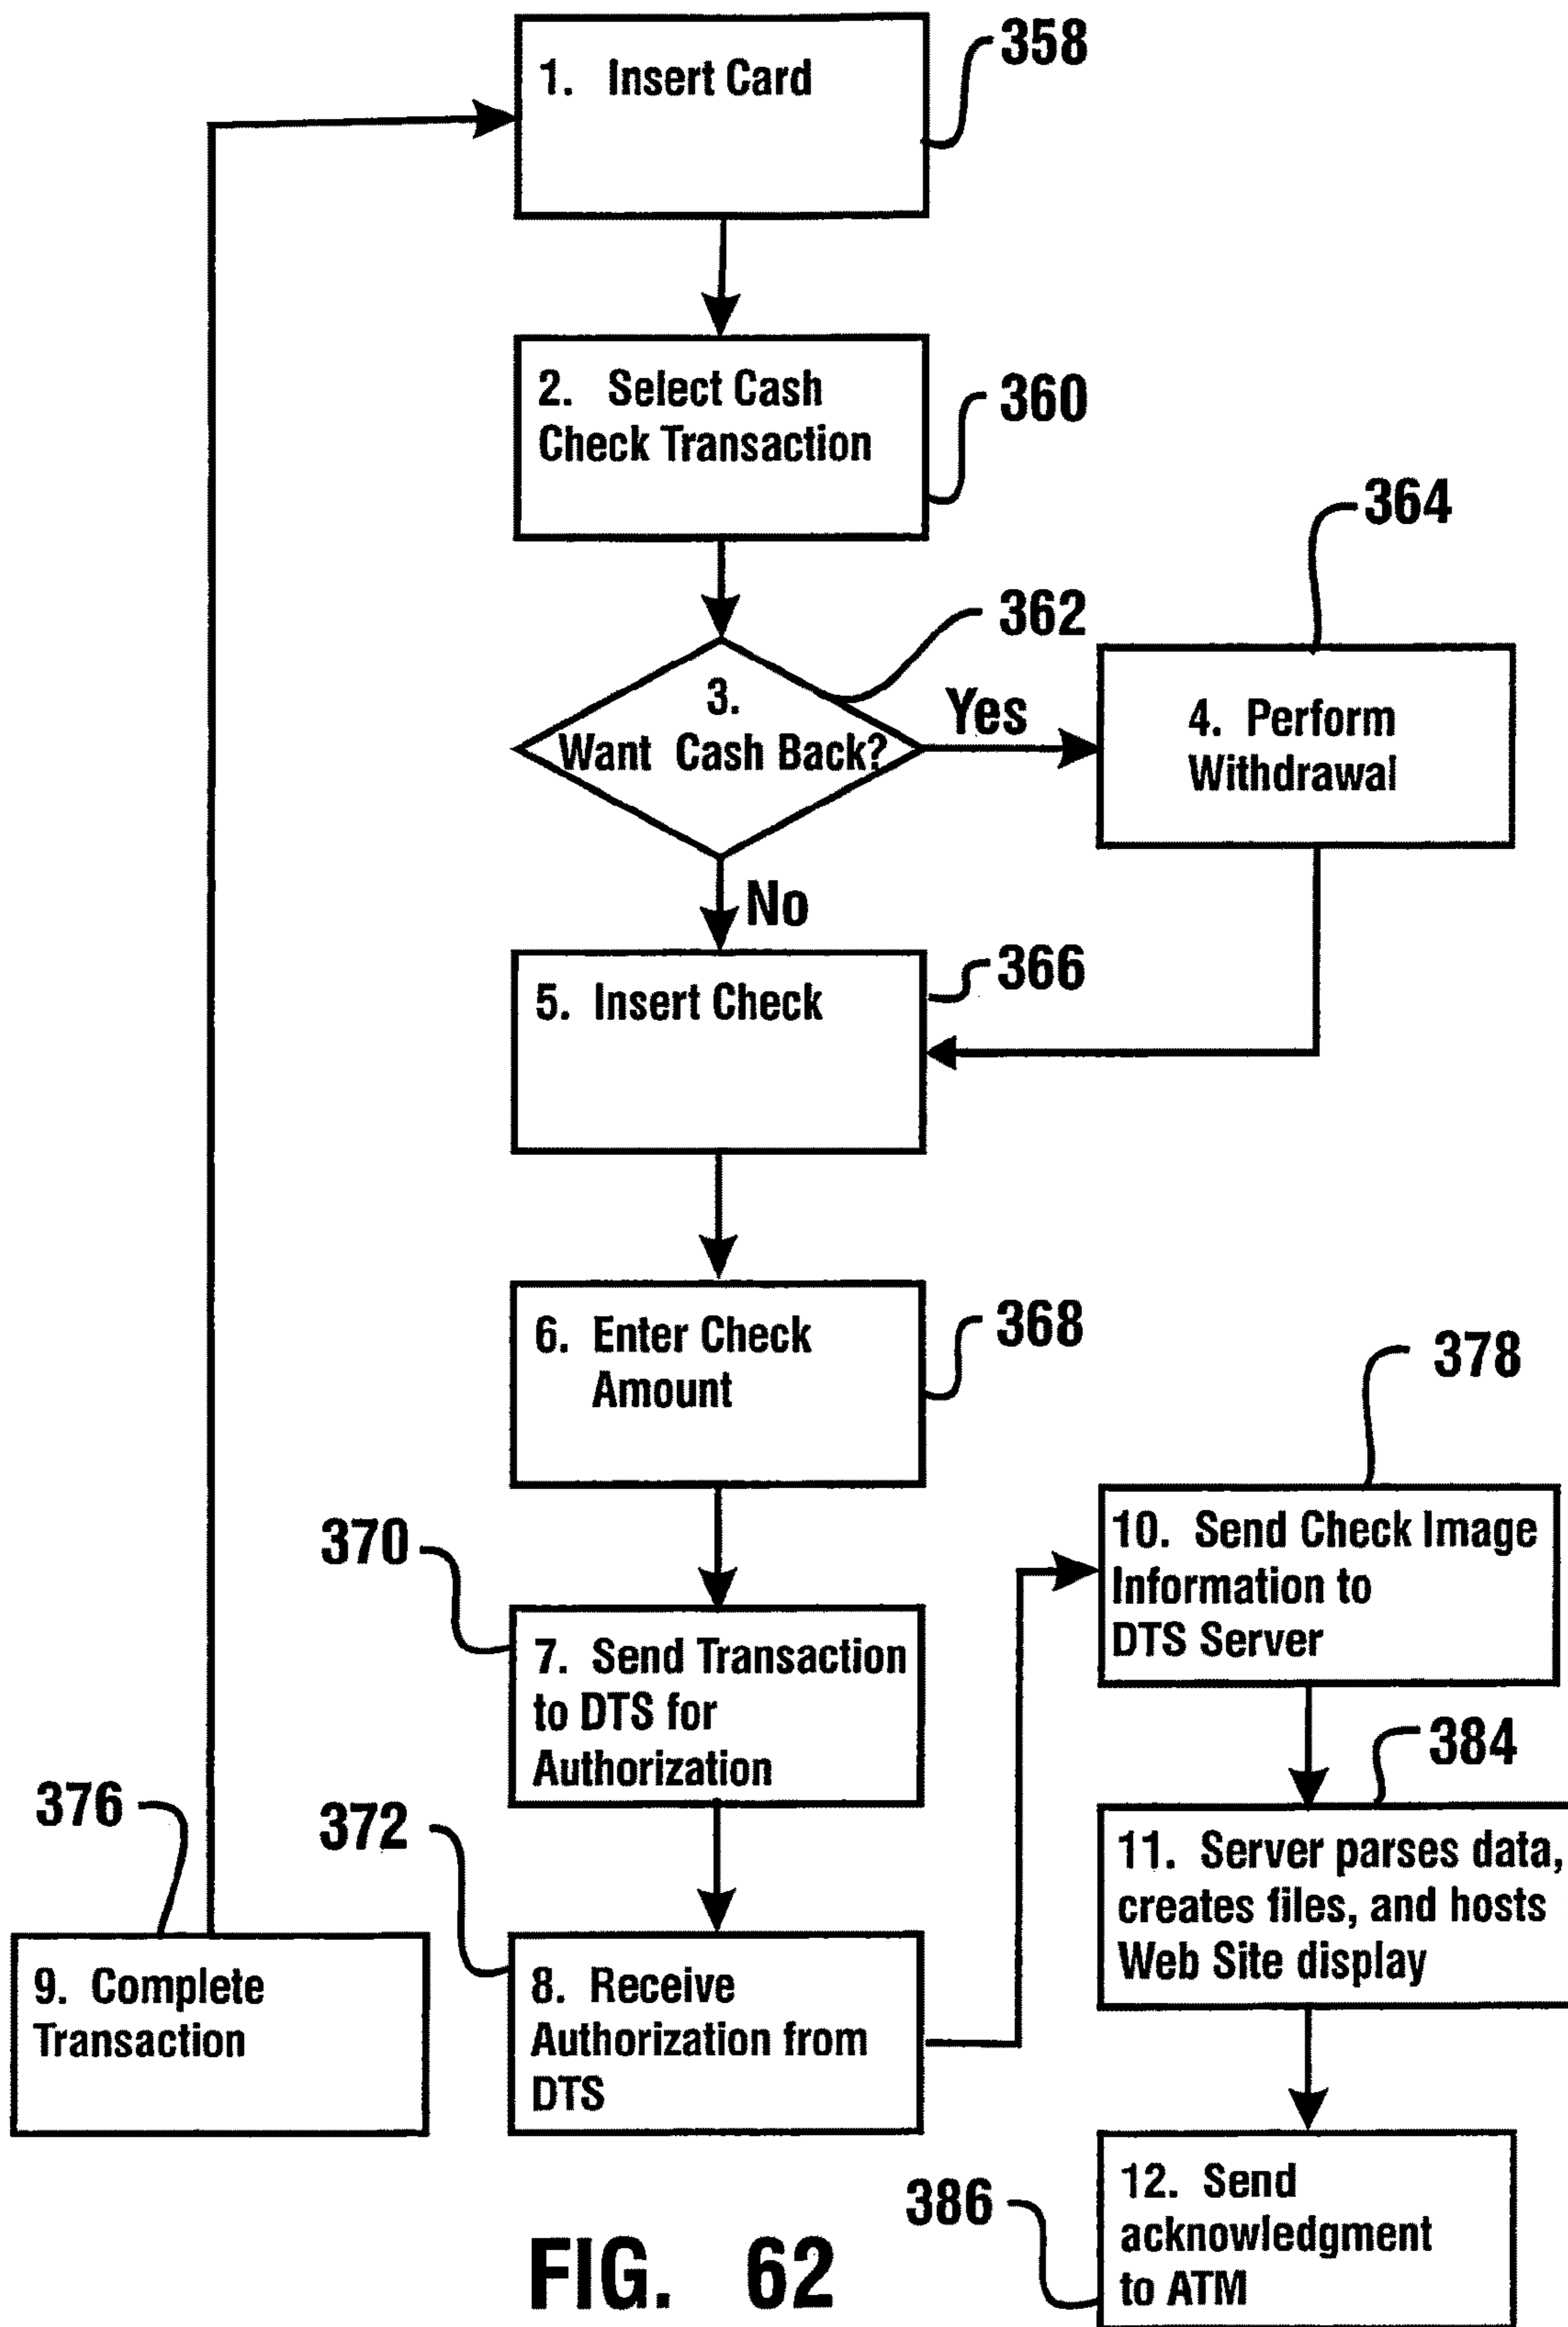 358
1. Insert Card
2. Select Cash
Check Transaction
360
364
362
3.
Want Cash Back?
Yes
4. Perform
Withdrawal
No
5. Insert Check
366
6. Enter Check
Amount
368
378
370
7. Send Transaction
to DTS for
Authorization
10. Send Check Image
Information to
DTS Server
384
376
372
11. Server parses data,
creates files, and hosts
Web Site display
9. Complete
Transaction
8. Receive
Authorization from
DTS
386
12. Send
acknowledgment
to ATM
FIG. 62